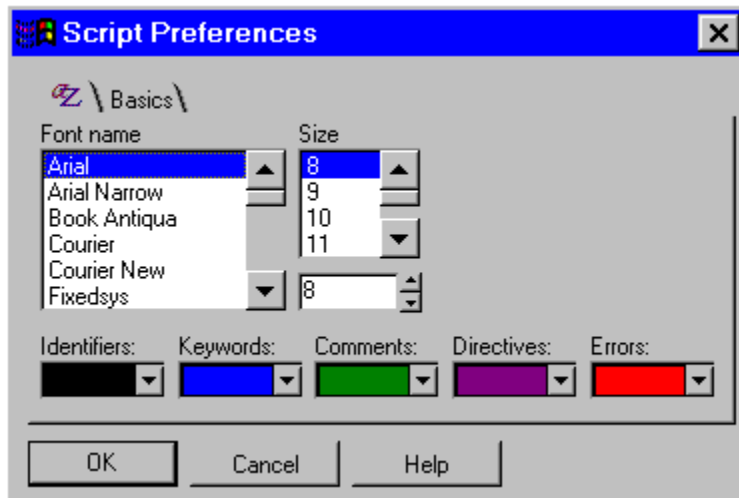 Script Preferences
aZ \ Basics \
Font name Size
Arial 8
Arial Narrow 9
Book Antiqua 10
Courier 11
Courier New
Fixedsys 8
Identifiers: Keywords: Comments: Directives: Errors:
OK Cancel Help